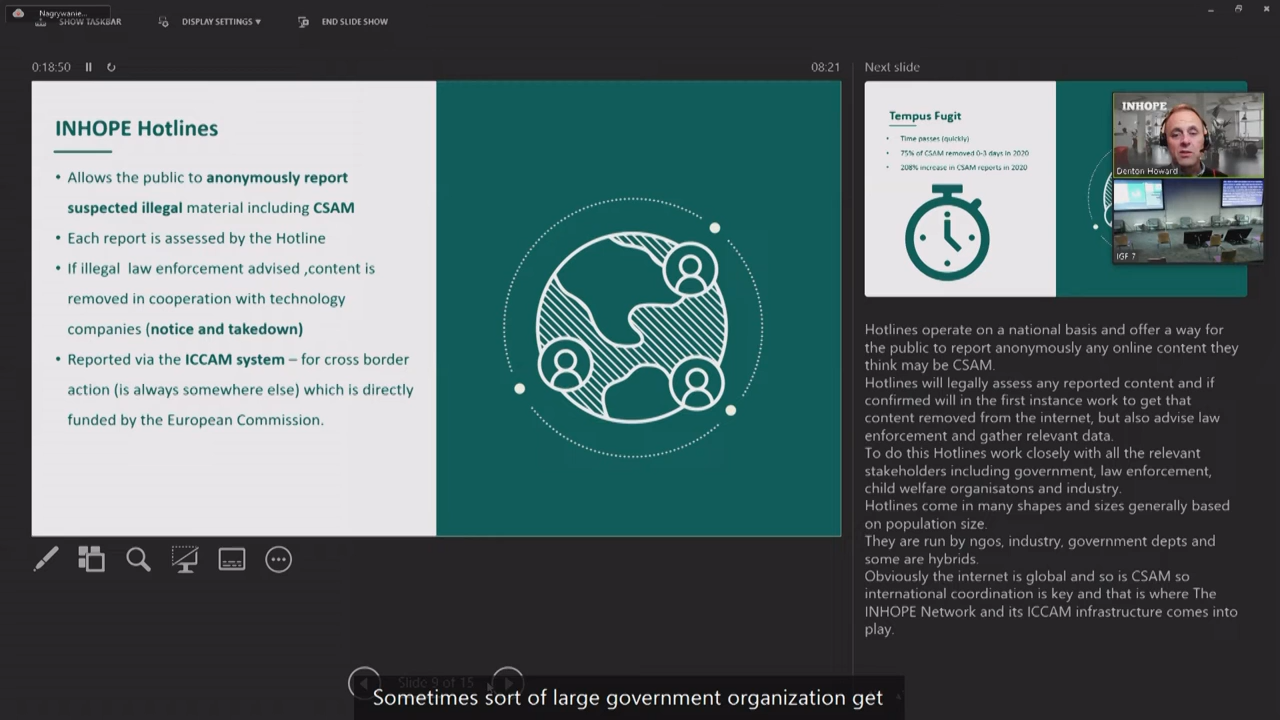 Nagrywanie...
SHOW TASKBAR
DISPLAY SETTINGS ▾
END SLIDE SHOW
0:18:50
08:21
Next slide
INHOPE Hotlines
• Allows the public to anonymously report
suspected illegal material including CSAM
• Each report is assessed by the Hotline
• If illegal law enforcement advised ,content is
removed in cooperation with technology
companies (notice and takedown)
• Reported via the ICCAM system – for cross border
action (is always somewhere else) which is directly
funded by the European Commission.
Tempus Fugit
• Time passes (quickly)
• 75% of CSAM removed 0-3 days in 2020
• 208% increase in CSAM reports in 2020
INHOPE
Denton Howard
IGF 7
Hotlines operate on a national basis and offer a way for
the public to report anonymously any online content they
think may be CSAM.
Hotlines will legally assess any reported content and if
confirmed will in the first instance work to get that
content removed from the internet, but also advise law
enforcement and gather relevant data.
To do this Hotlines work closely with all the relevant
stakeholders including government, law enforcement,
child welfare organisatons and industry.
Hotlines come in many shapes and sizes generally based
on population size.
They are run by ngos, industry, government depts and
some are hybrids.
Obviously the internet is global and so is CSAM so
international coordination is key and that is where The
INHOPE Network and its ICCAM infrastructure comes into
play.
Slide 9 of 15
Sometimes sort of large government organization get